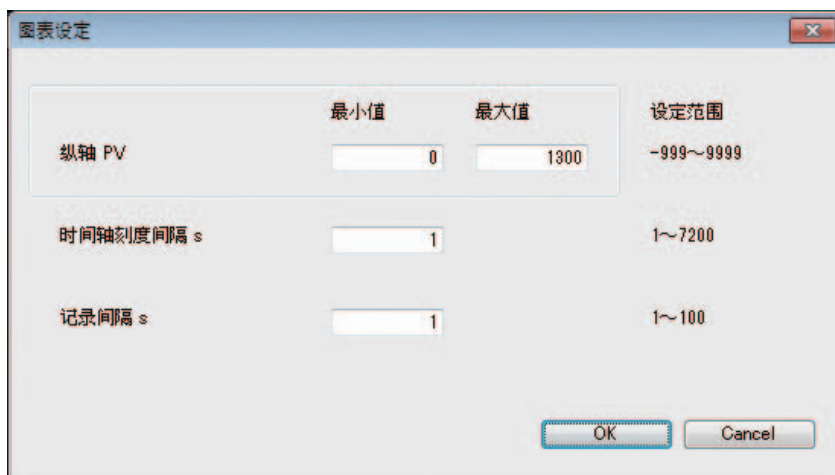 图表设定
最小值 最大值 设定范围
纵轴 PV 0 1300 -999～9999
时间轴刻度间隔 s 1 1～7200
记录间隔 s 1 1～100
OK Cancel